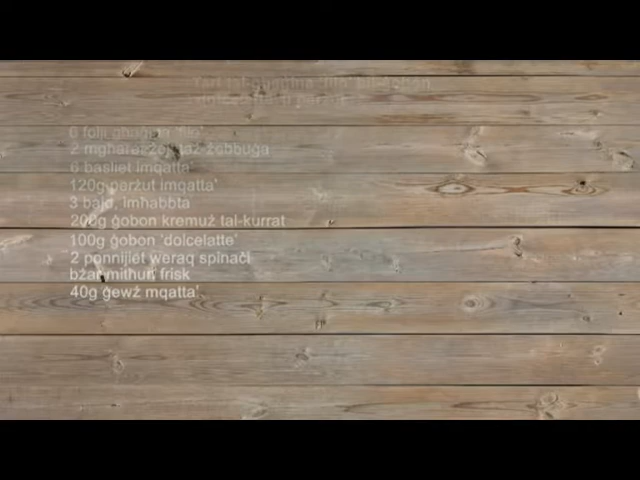 6 folji għaġina 'filo'
2 mgħaref żejt taż-żebbuġa
6 basliet imqatta'
120g perżut imqatta'
3 bajd, imħabbta
200g ġobon kremuż tal-kurrat
100g ġobon 'dolcelatte'
2 ponnijiet weraq spinaċi
bżar mitħun frisk
40g ġewż mqatta'